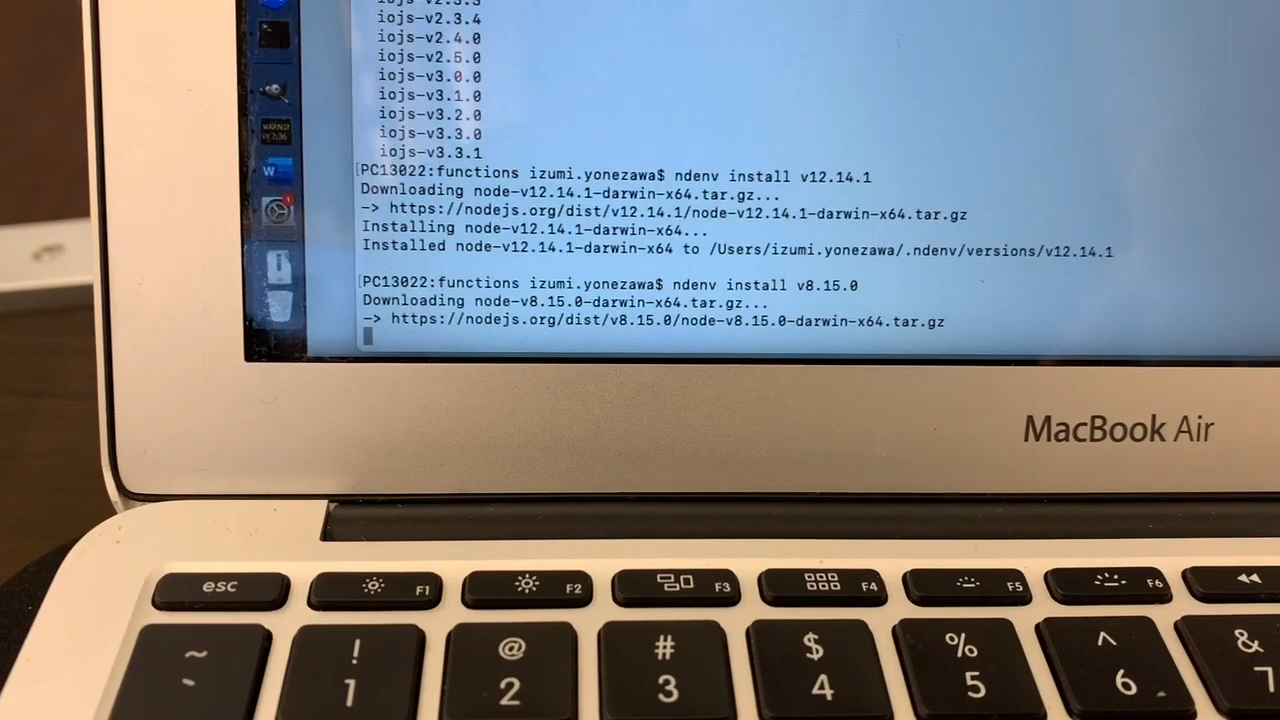 iojs-v2.3.3
iojs-v2.3.4
iojs-v2.4.0
iojs-v2.5.0
iojs-v3.0.0
iojs-v3.1.0
iojs-v3.2.0
iojs-v3.3.0
iojs-v3.3.1
[PC13022:functions izumi.yonezawa$ ndenv install v12.14.1
Downloading node-v12.14.1-darwin-x64.tar.gz...
-> https://nodejs.org/dist/v12.14.1/node-v12.14.1-darwin-x64.tar.gz
Installing node-v12.14.1-darwin-x64...
Installed node-v12.14.1-darwin-x64 to /Users/izumi.yonezawa/.ndenv/versions/v12.14.1
[PC13022:functions izumi.yonezawa$ ndenv install v8.15.0
Downloading node-v8.15.0-darwin-x64.tar.gz...
-> https://nodejs.org/dist/v8.15.0/node-v8.15.0-darwin-x64.tar.gz
WARNI
W
1
MacBook Air
esc F1 F2 F3 F4 F5 F6
~ ! @ # $ % ^ &
` 1 2 3 4 5 6 7